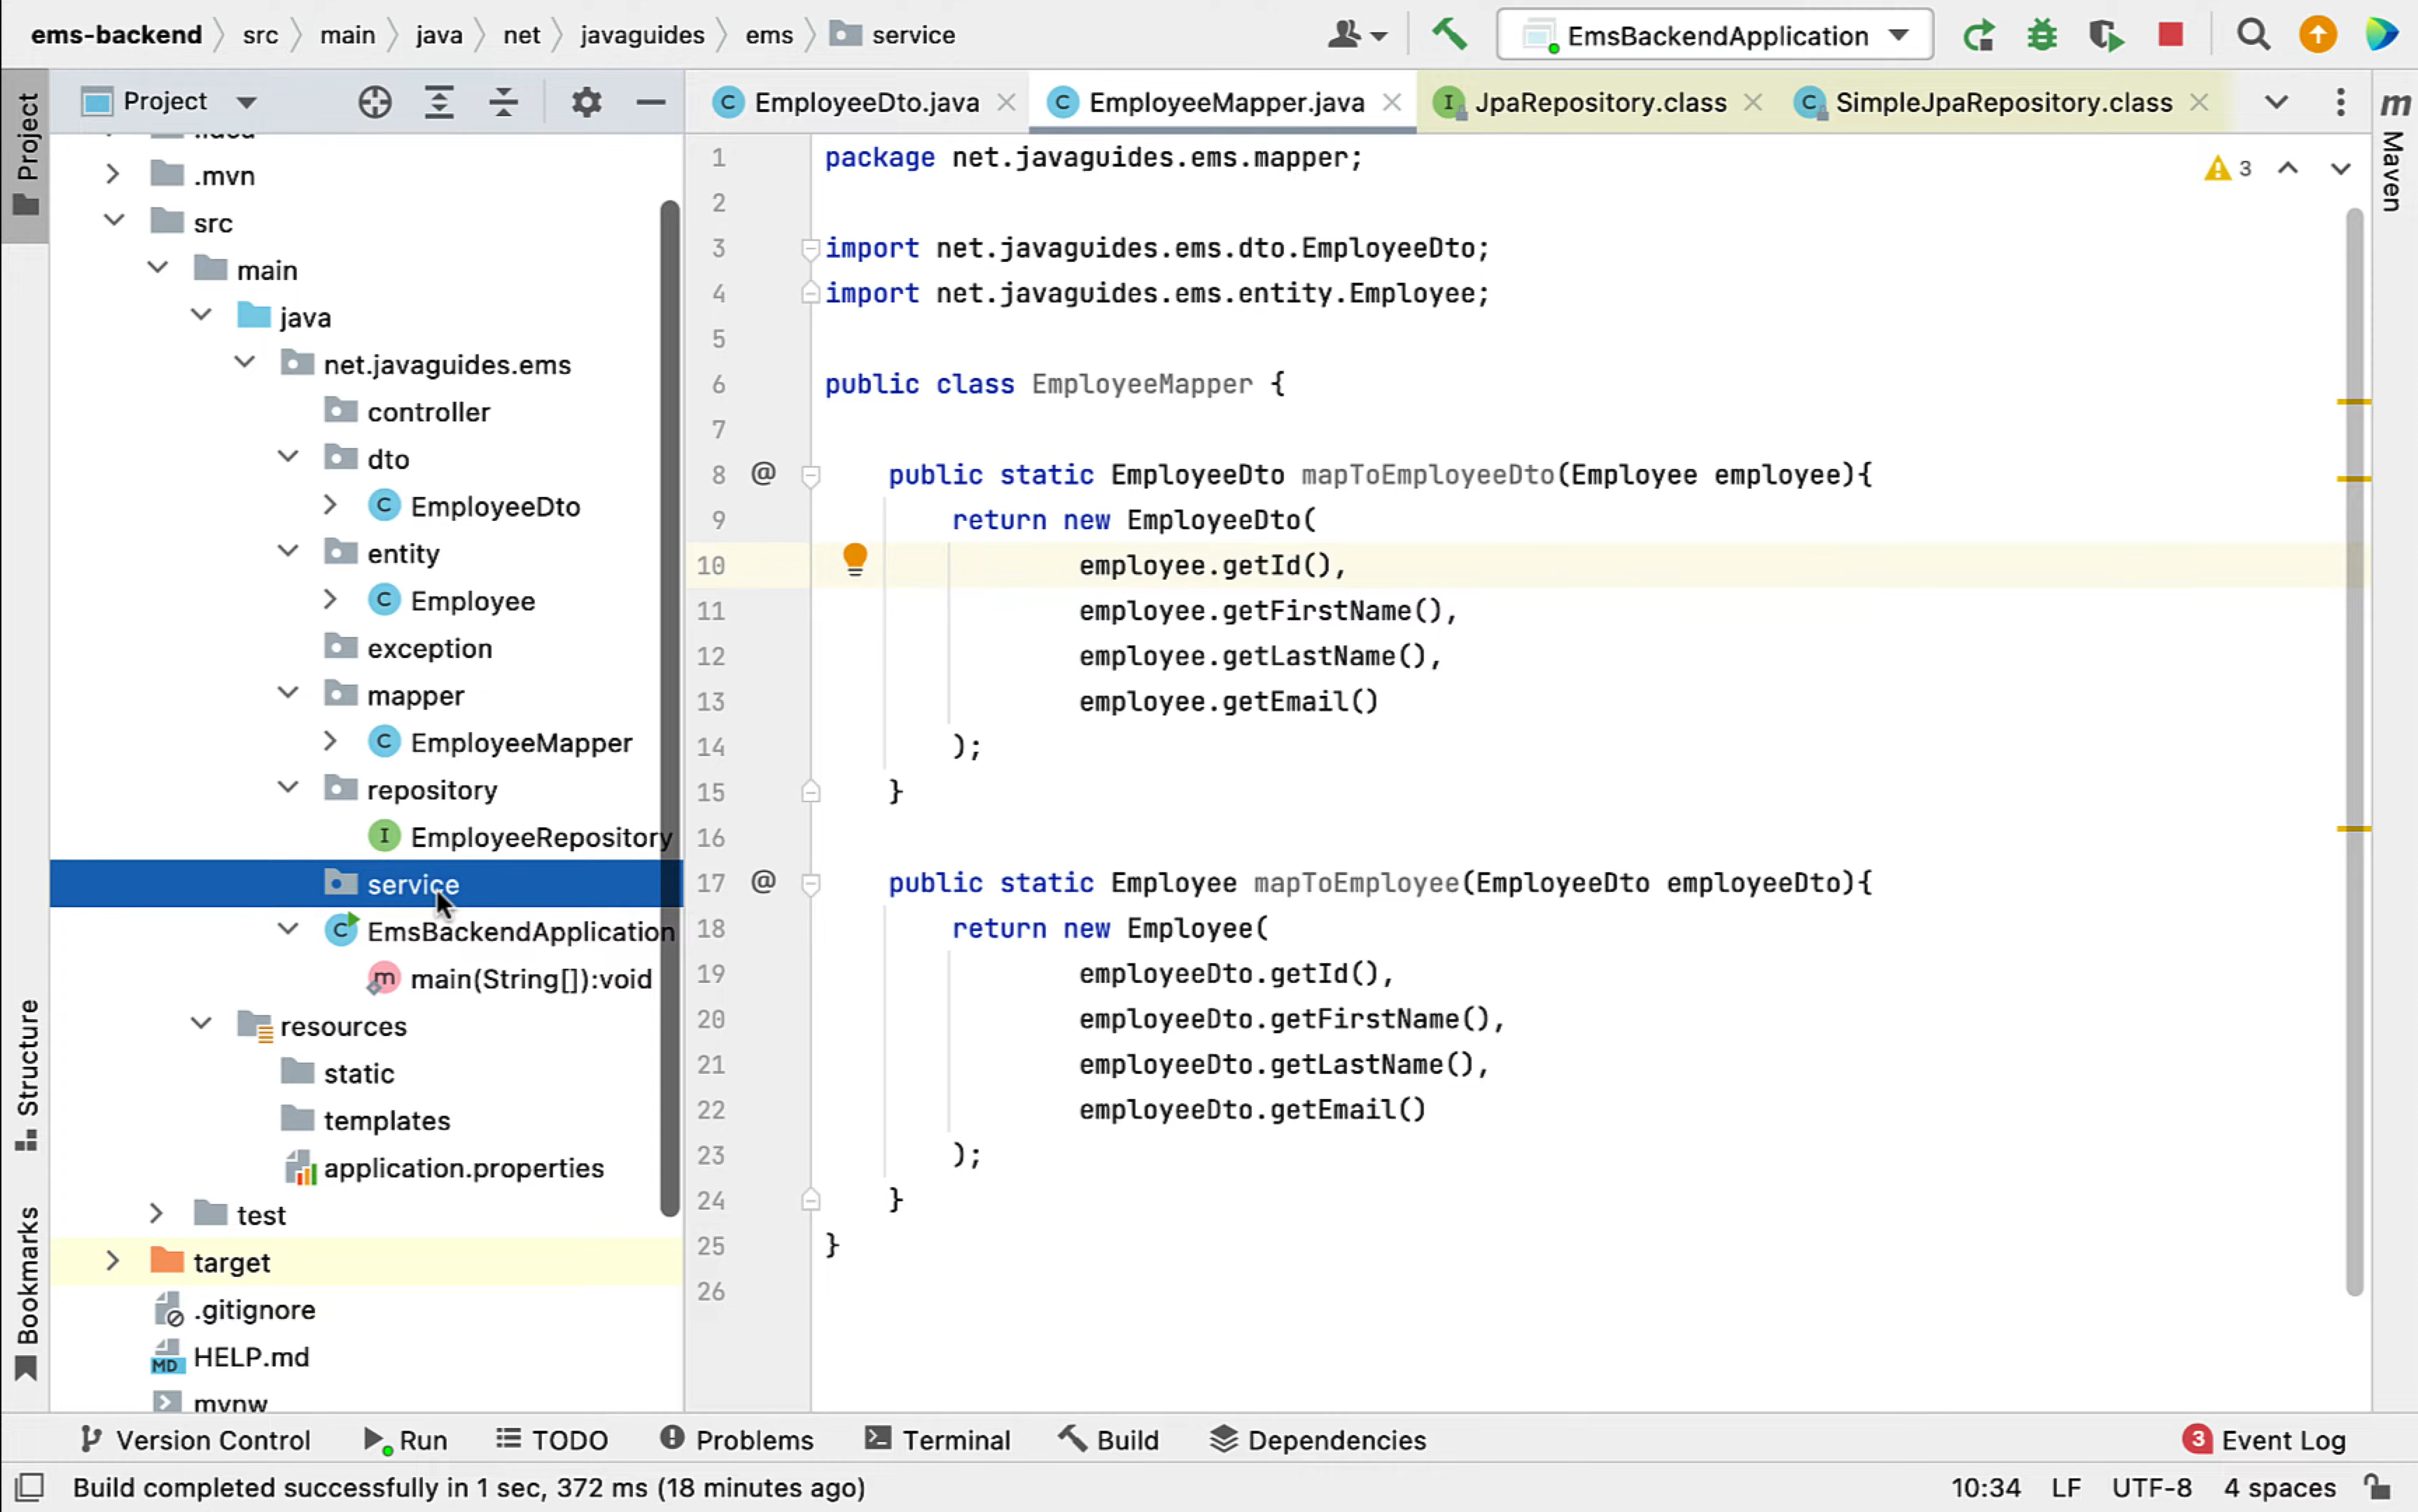 ems-backend src main java net javaguides ems service
EmsBackendApplication
Project
Project
EmployeeDto.java
EmployeeMapper.java
JpaRepository.class
SimpleJpaRepository.class
Maven
3
.idea
.mvn
src
main
java
net.javaguides.ems
controller
dto
C EmployeeDto
entity
C Employee
exception
mapper
C EmployeeMapper
repository
I EmployeeRepository
service
C EmsBackendApplication
m main(String[]):void
resources
static
templates
application.properties
test
target
.gitignore
MD HELP.md
mvnw
Structure
Bookmarks
1 package net.javaguides.ems.mapper;
2
3 import net.javaguides.ems.dto.EmployeeDto;
4 import net.javaguides.ems.entity.Employee;
5
6 public class EmployeeMapper {
7
8 @ public static EmployeeDto mapToEmployeeDto(Employee employee){
9 return new EmployeeDto(
10 employee.getId(),
11 employee.getFirstName(),
12 employee.getLastName(),
13 employee.getEmail()
14 );
15 }
16
17 @ public static Employee mapToEmployee(EmployeeDto employeeDto){
18 return new Employee(
19 employeeDto.getId(),
20 employeeDto.getFirstName(),
21 employeeDto.getLastName(),
22 employeeDto.getEmail()
23 );
24 }
25 }
26
Version Control Run TODO Problems Terminal Build Dependencies 3 Event Log
Build completed successfully in 1 sec, 372 ms (18 minutes ago) 10:34 LF UTF-8 4 spaces